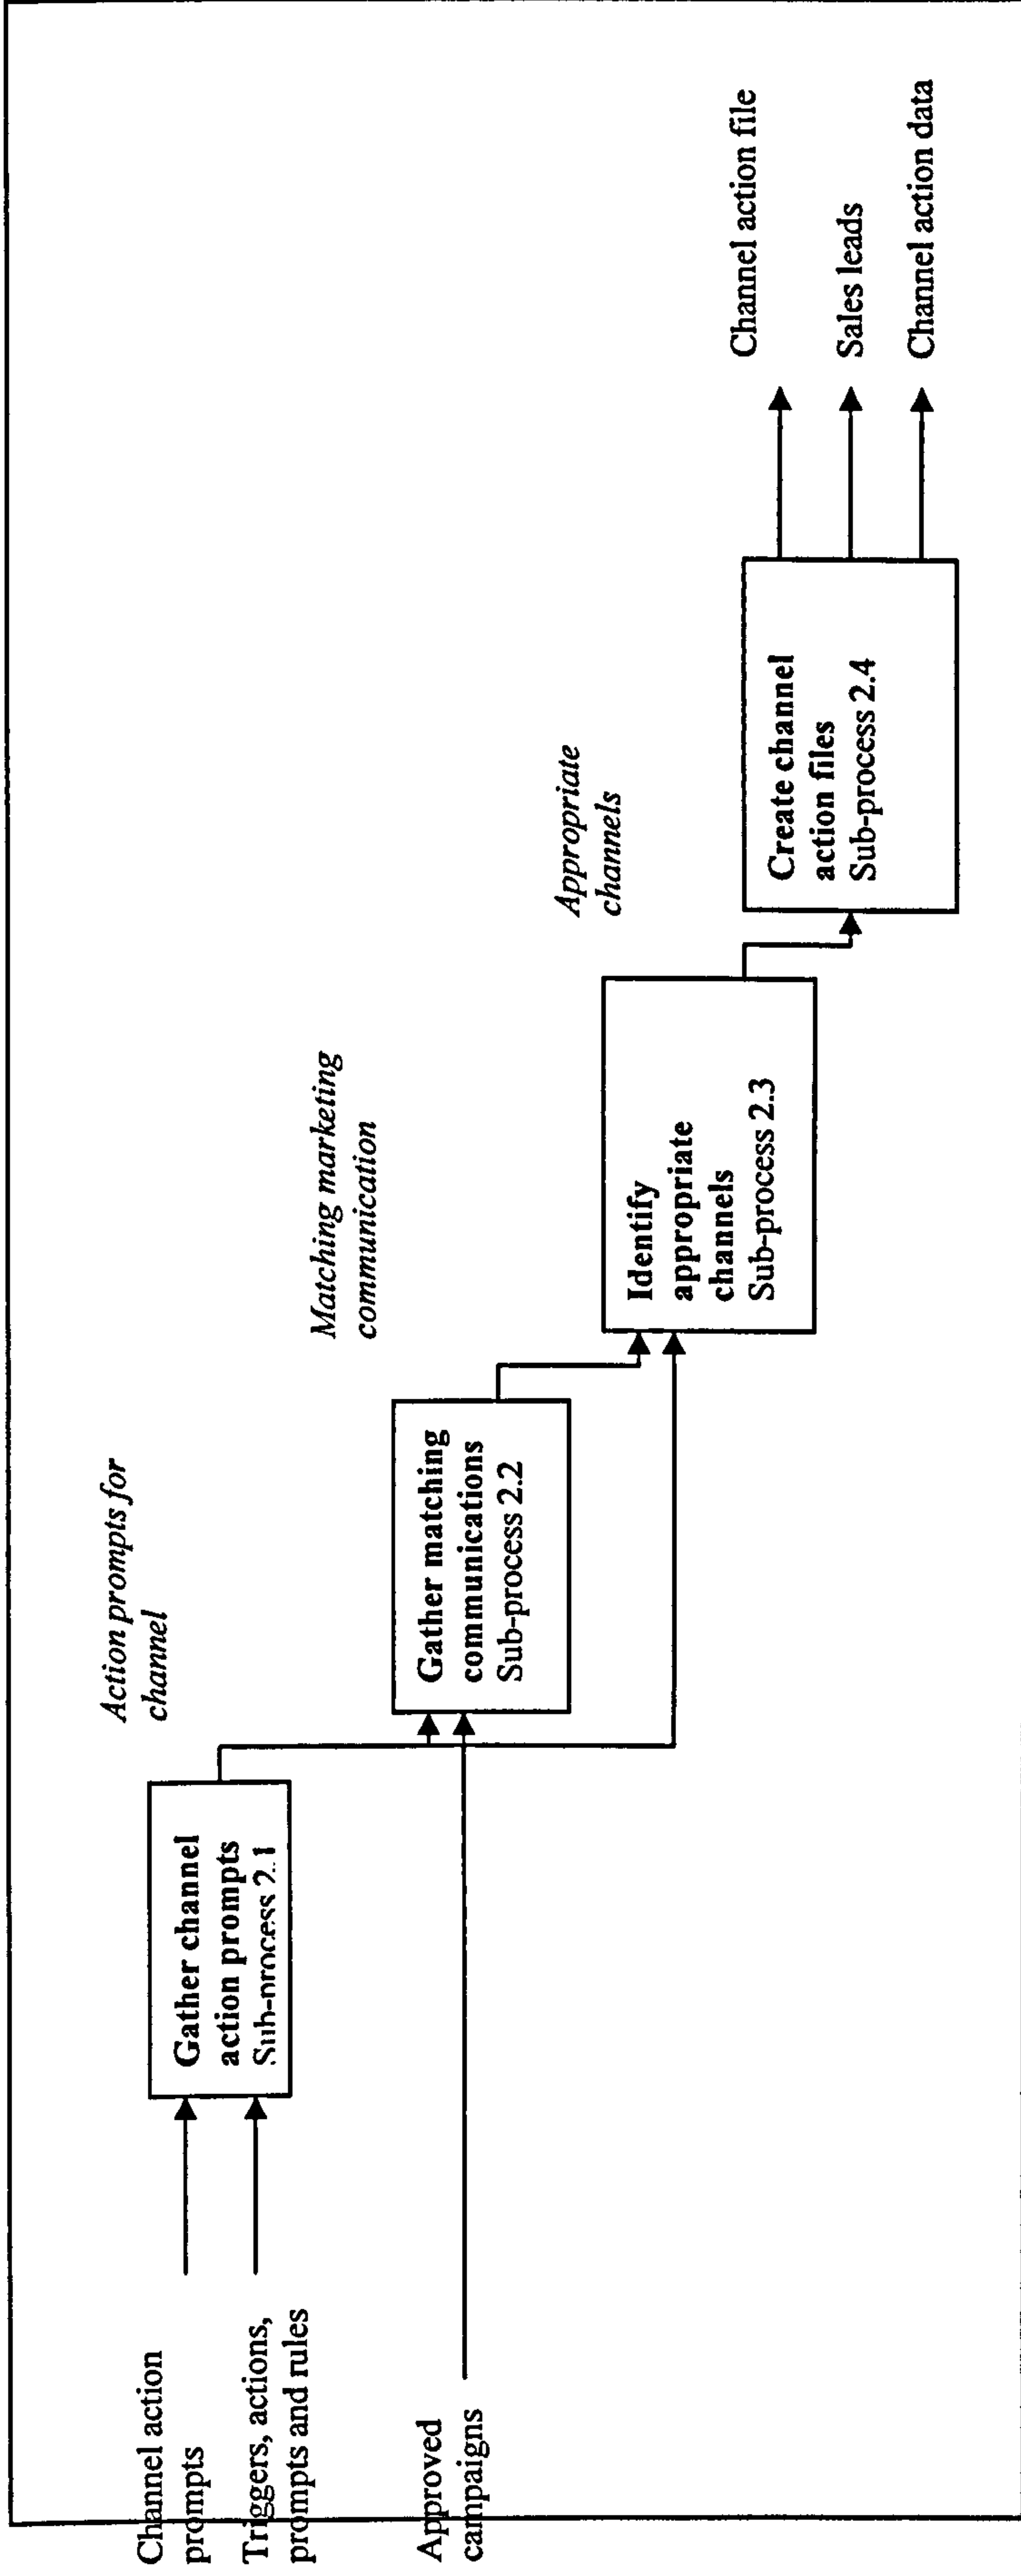 Channel action
prompts
Triggers, actions,
prompts and rules
Approved
campaigns
Gather channel
action prompts
Sub-process 2.1
Action prompts for
channel
Gather matching
communications
Sub-process 2.2
Matching marketing
communication
Identify
appropriate
channels
Sub-process 2.3
Appropriate
channels
Create channel
action files
Sub-process 2.4
Channel action file
Sales leads
Channel action data